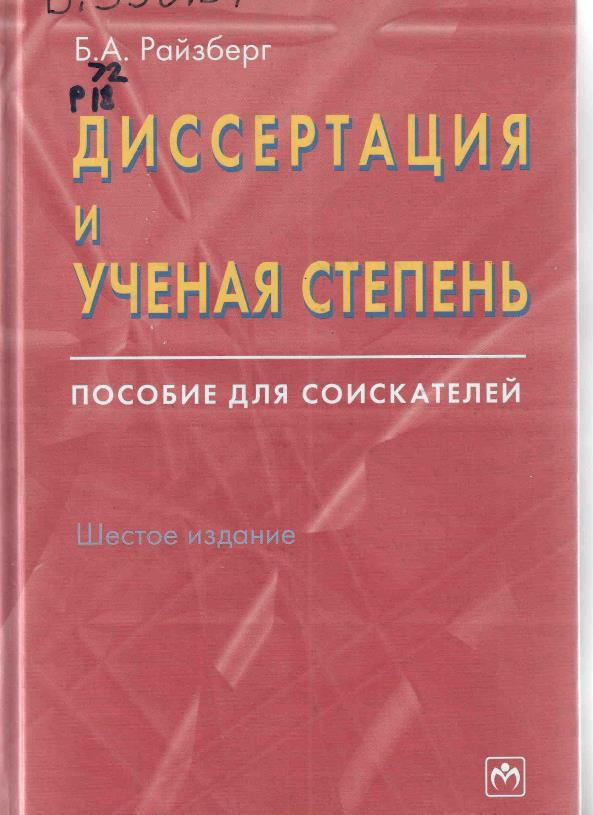 Б.А. Райзберг
72
Р18
ДИССЕРТАЦИЯ
И
УЧЕНАЯ СТЕПЕНЬ
ПОСОБИЕ ДЛЯ СОИСКАТЕЛЕЙ
Шестое издание